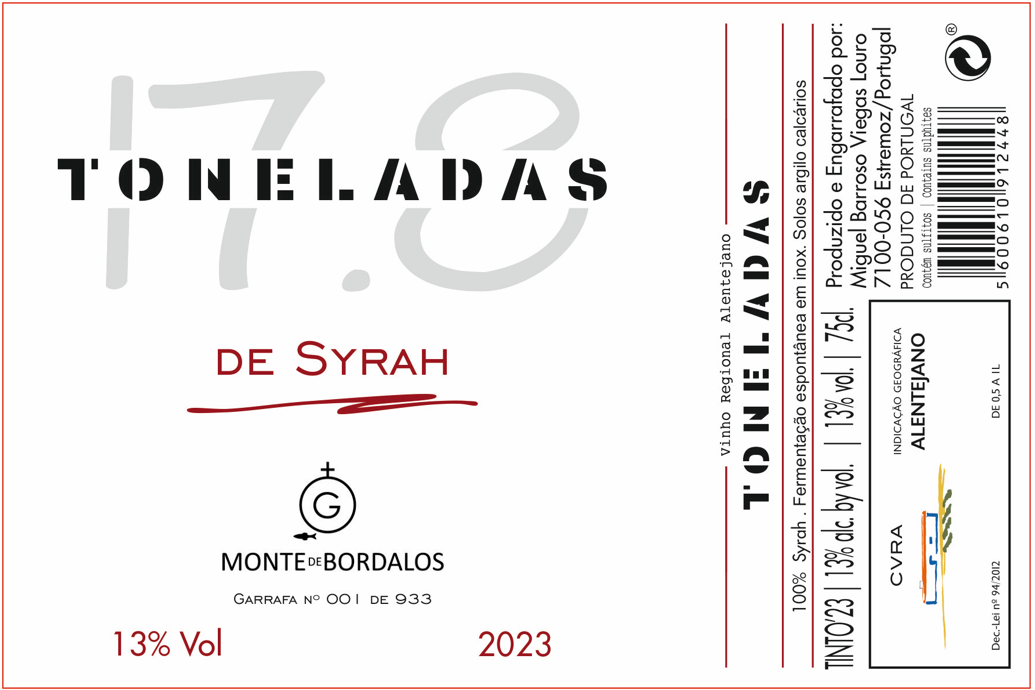 17.8
TONELADAS
DE SYRAH
G
MONTE DE BORDALOS
GARRAFA Nº 001 DE 933
13% Vol
2023
Vinho Regional Alentejano
TONELADAS
100% Syrah . Fermentação espontânea em inox. Solos argilo calcários
TINTO'23 | 13% alc. by vol. | 13% vol. | 75cl.
Produzido e Engarrafado por:
Miguel Barroso Viegas Louro
7100-056 Estremoz/Portugal
PRODUTO DE PORTUGAL
Contém sulfitos | Contains sulphites
5 600610 912448
®
CVRA
INDICAÇÃO GEOGRÁFICA
ALENTEJANO
Dec.-Lei nº 94/2012
DE 0,5 A 1L